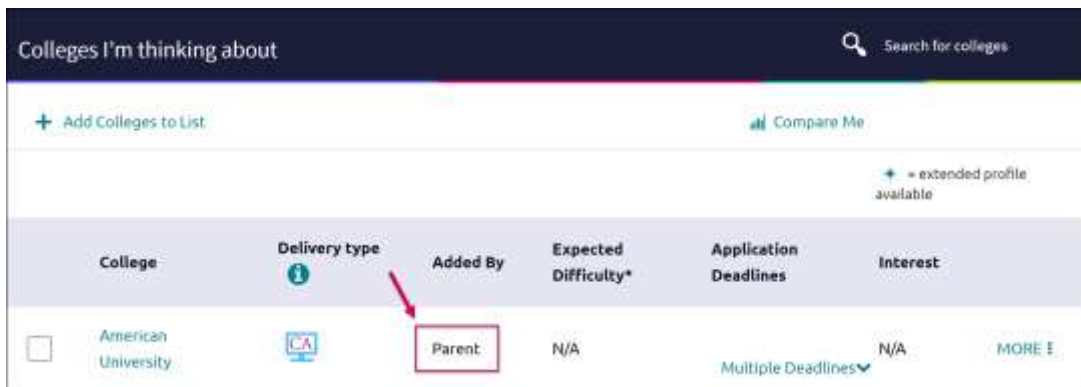 Colleges I'm thinking about
Search for colleges
+ Add Colleges to List
Compare Me
+ = extended profile
available
College
Delivery type
Added By
Expected
Difficulty*
Application
Deadlines
Interest
American
University
CA
Parent
N/A
Multiple Deadlines
N/A
MORE